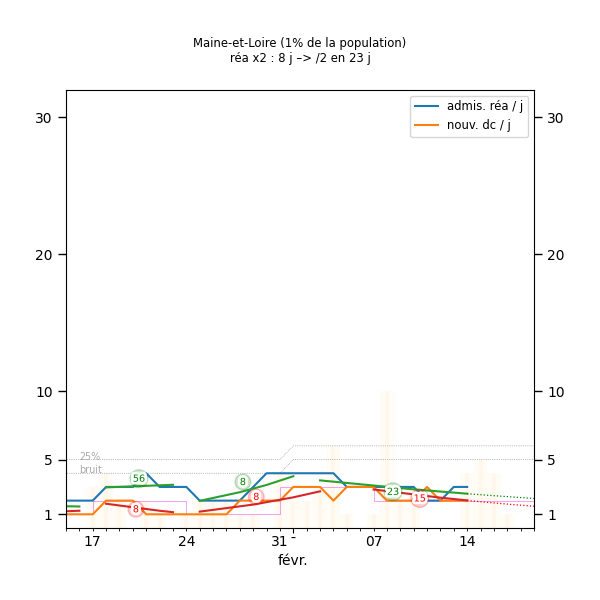 Maine-et-Loire (1% de la population)
réa x2 : 8 j –> /2 en 23 j
admis. réa / j
nouv. dc / j
30 30
20 20
10 10
5 5
1 1
25%
bruit
56
8
8
8
23
15
17 24 31 07 14
févr.